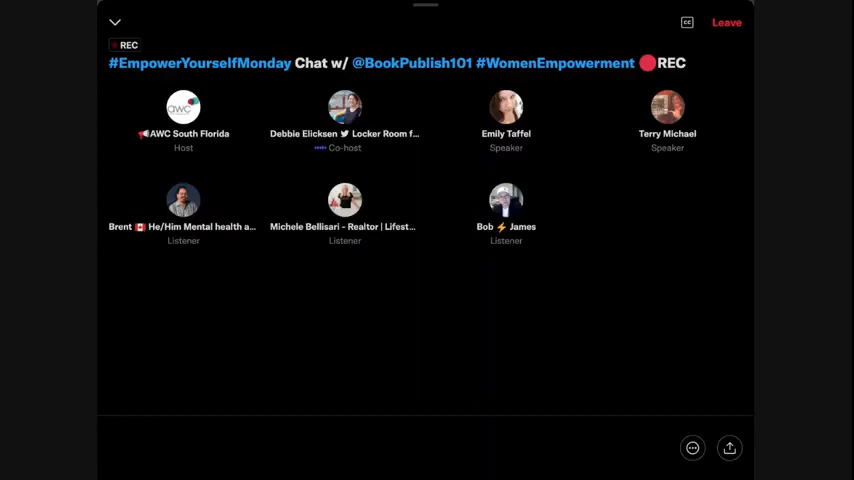 CC
Leave
REC
#EmpowerYourselfMonday Chat w/ @BookPublish101 #WomenEmpowerment 🔴REC
awc
📢AWC South Florida
Host
Debbie Elicksen 🐦 Locker Room f...
Co-host
Emily Taffel
Speaker
Terry Michael
Speaker
Brent 🇨🇦 He/Him Mental health a...
Listener
Michele Bellisari - Realtor | Lifest...
Listener
Bob ⚡ James
Listener